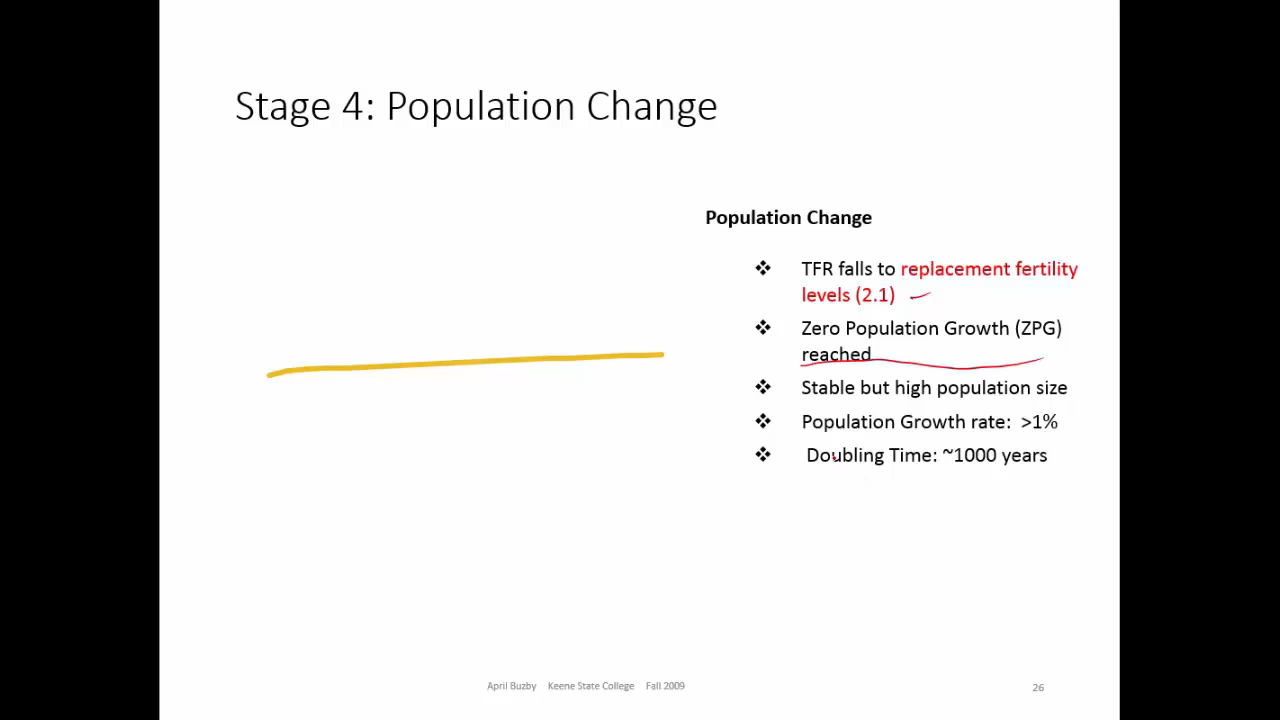 Stage 4: Population Change
Population Change
❖ TFR falls to replacement fertility
levels (2.1)
❖ Zero Population Growth (ZPG)
reached
❖ Stable but high population size
❖ Population Growth rate: >1%
❖ Doubling Time: ~1000 years
April Buzby Keene State College Fall 2009
26